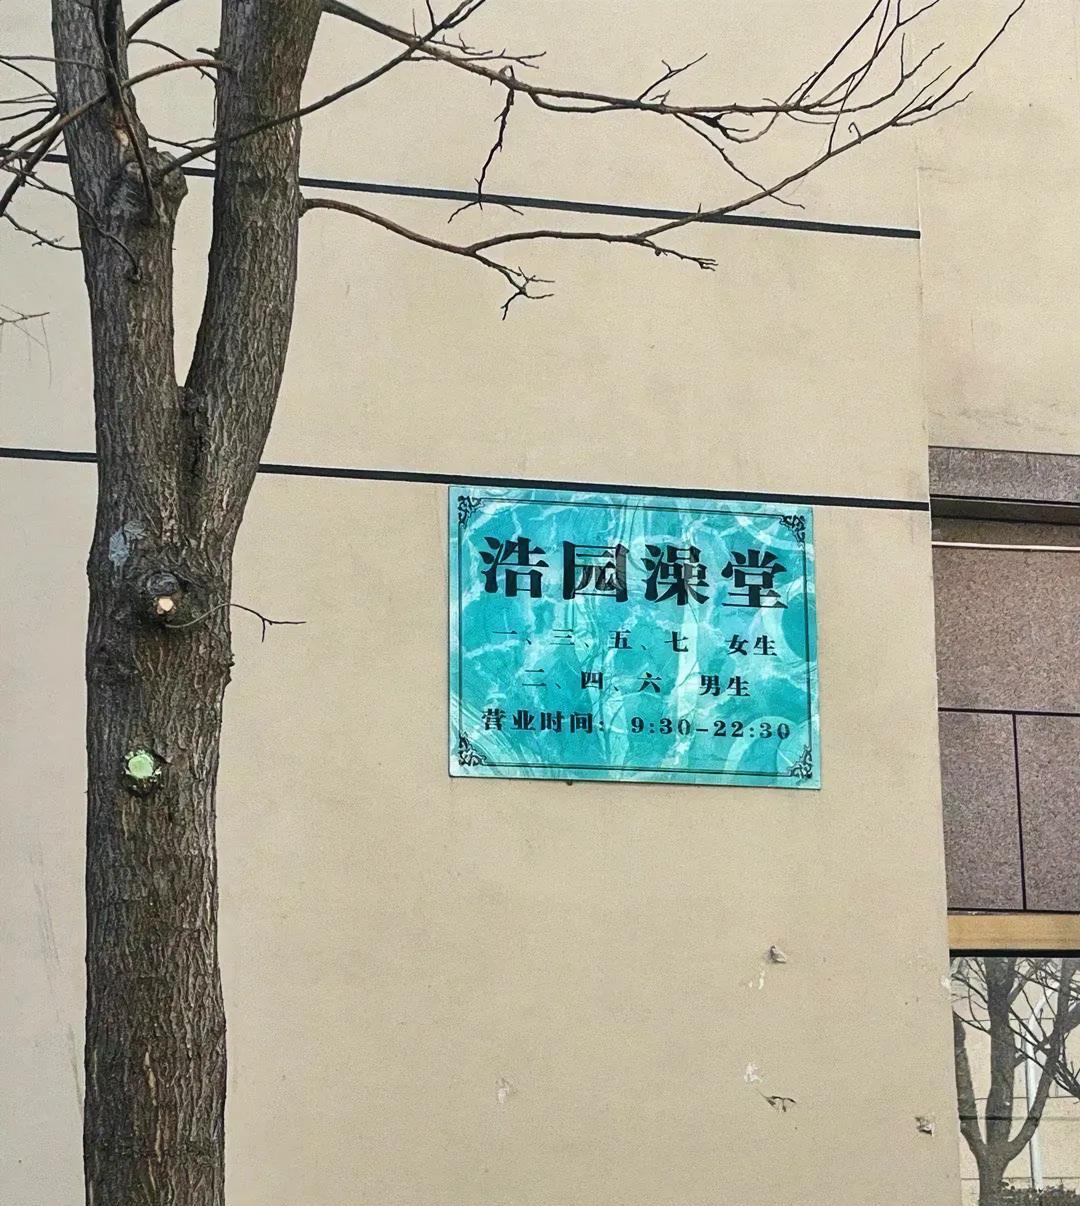 浩园澡堂
一、三、五、七 女生
二、四、六 男生
营业时间: 9:30-22:30